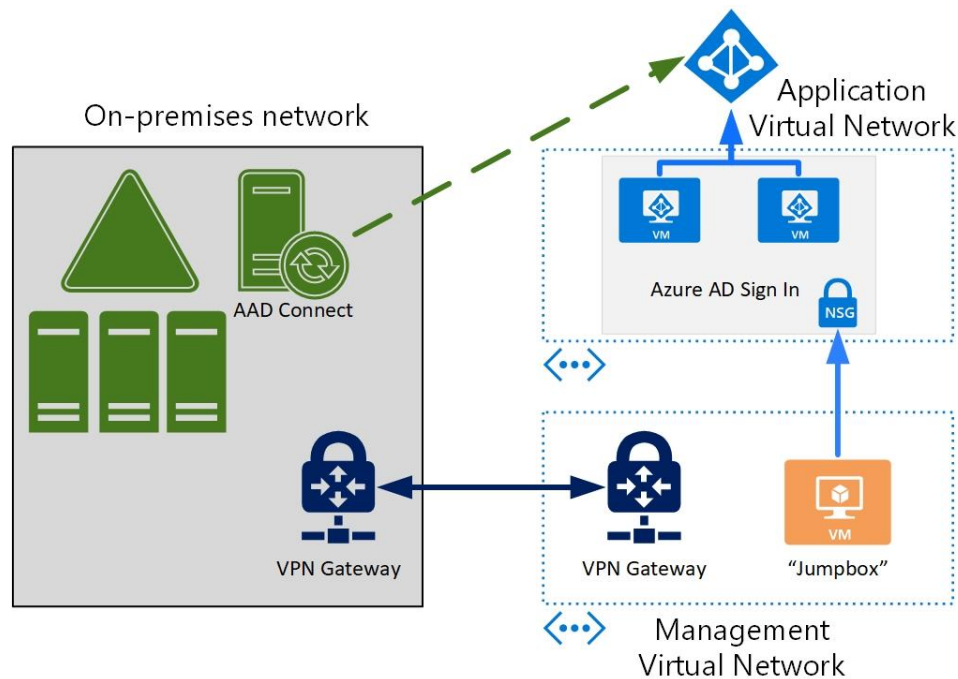 On-premises network
AAD Connect
VPN Gateway
Application
Virtual Network
VM
VM
Azure AD Sign In
NSG
VPN Gateway
VM
“Jumpbox”
Management
Virtual Network